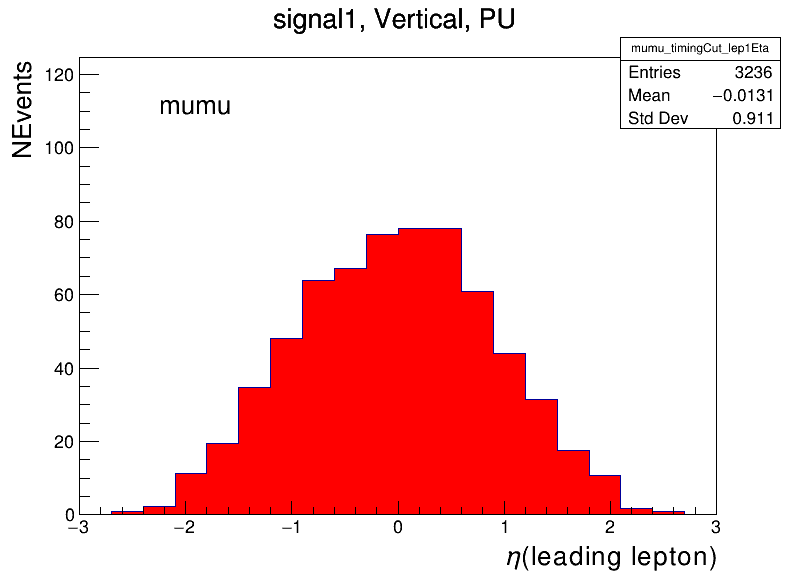 signal1, Vertical, PU
mumu_timingCut_lep1Eta
Entries 3236
Mean −0.0131
Std Dev 0.911
NEvents
mumu
120
100
80
60
40
20
0
−3 −2 −1 0 1 2 3
η(leading lepton)